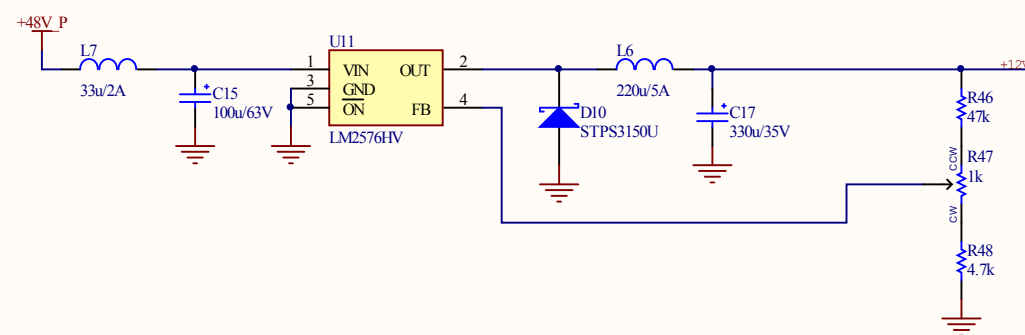 +48V_P
L7
33u/2A
C15
100u/63V
U11
1
3
5
VIN
GND
ON
OUT
FB
2
4
LM2576HV
D10
STPS3150U
L6
220u/5A
C17
330u/35V
+12V
R46
47k
CCW
R47
1k
CW
R48
4.7k